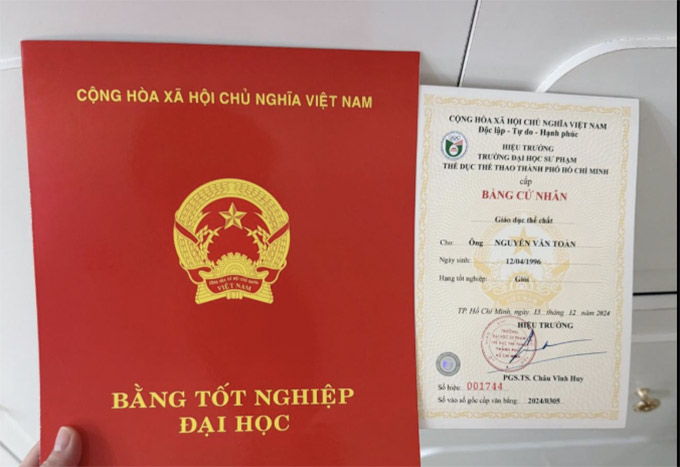 CỘNG HÒA XÃ HỘI CHỦ NGHĨA VIỆT NAM
BẰNG TỐT NGHIỆP
ĐẠI HỌC
CỘNG HÒA XÃ HỘI CHỦ NGHĨA VIỆT NAM
Độc lập - Tự do - Hạnh phúc
HIỆU TRƯỞNG
TRƯỜNG ĐẠI HỌC SƯ PHẠM
THỂ DỤC THỂ THAO THÀNH PHỐ HỒ CHÍ MINH
cấp
BẰNG CỬ NHÂN
Giáo dục thể chất
Cho: Ông NGUYỄN VĂN TOÀN
Ngày sinh: 12/04/1996
Hạng tốt nghiệp: Giỏi
TP. Hồ Chí Minh, ngày 13 tháng 12 năm 2024
HIỆU TRƯỞNG
PGS.TS. Châu Vĩnh Huy
Số hiệu: 001744
Số vào sổ gốc cấp văn bằng: 2024/0305